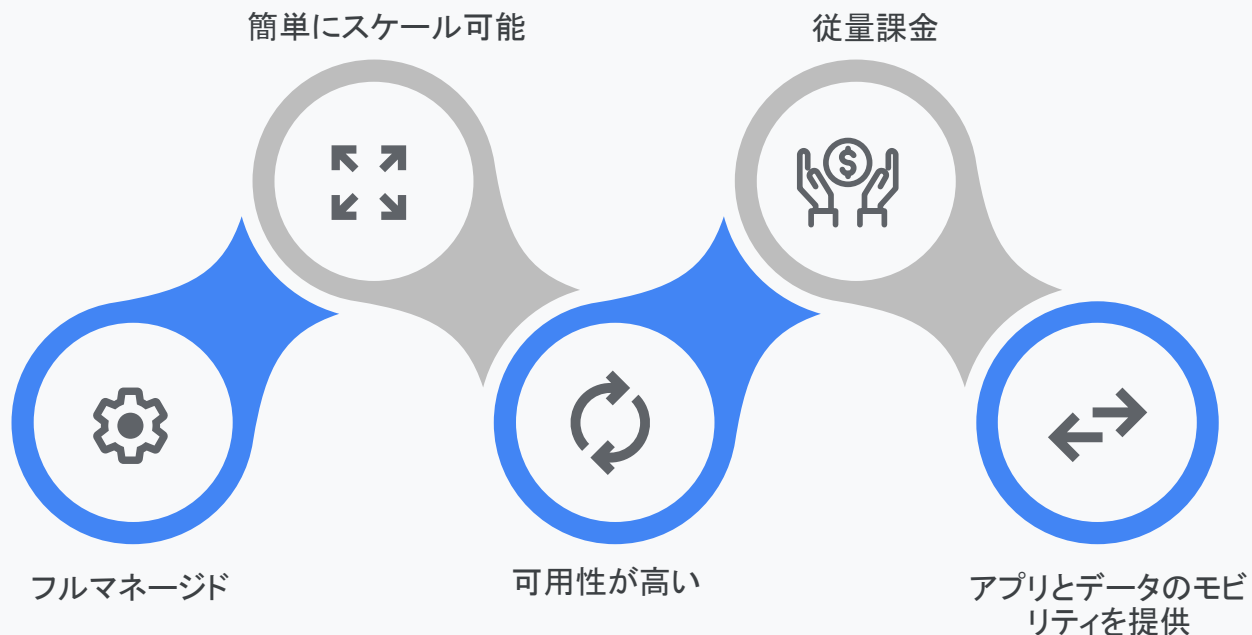 簡単にスケール可能
従量課金
$
フルマネージド
可用性が高い
アプリとデータのモビ
リティを提供